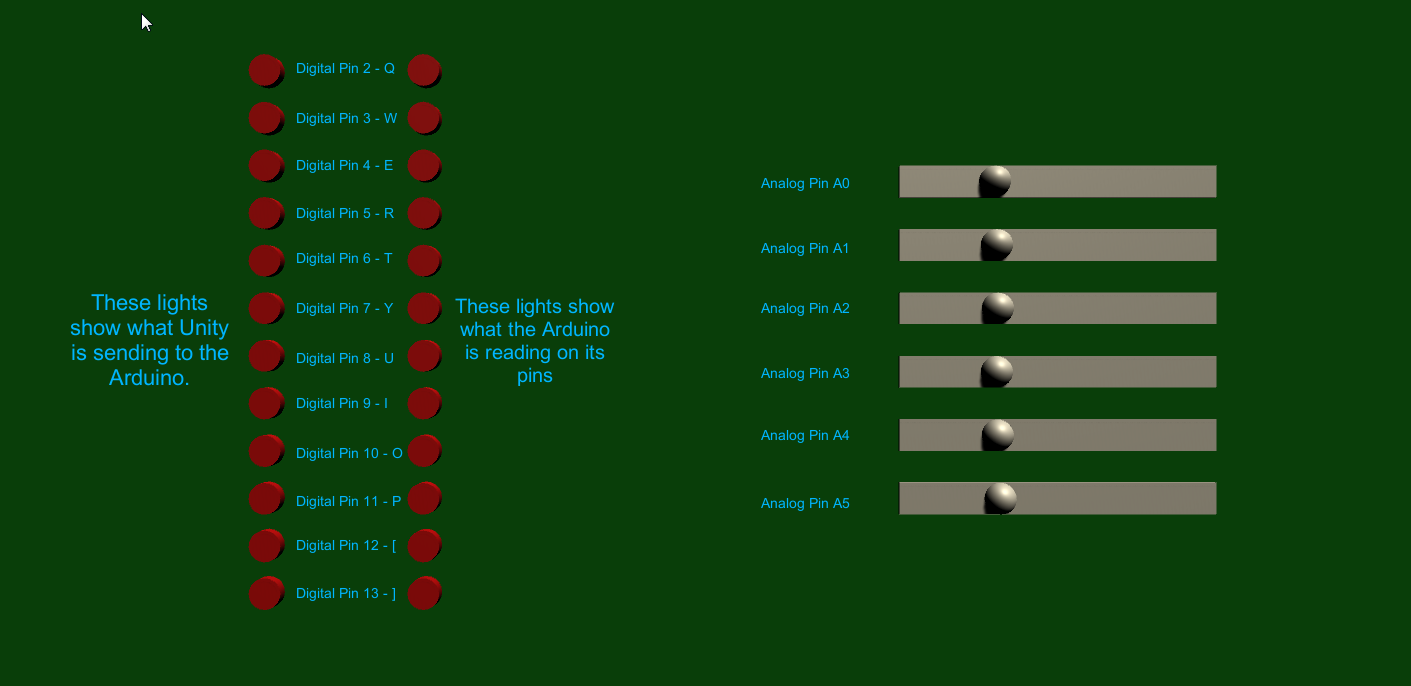 Digital Pin 2 - Q
Digital Pin 3 - W
Digital Pin 4 - E
Digital Pin 5 - R
Digital Pin 6 - T
Digital Pin 7 - Y
Digital Pin 8 - U
Digital Pin 9 - I
Digital Pin 10 - O
Digital Pin 11 - P
Digital Pin 12 - [
Digital Pin 13 - ]
These lights
show what Unity
is sending to the
Arduino.
These lights show
what the Arduino
is reading on its
pins
Analog Pin A0
Analog Pin A1
Analog Pin A2
Analog Pin A3
Analog Pin A4
Analog Pin A5